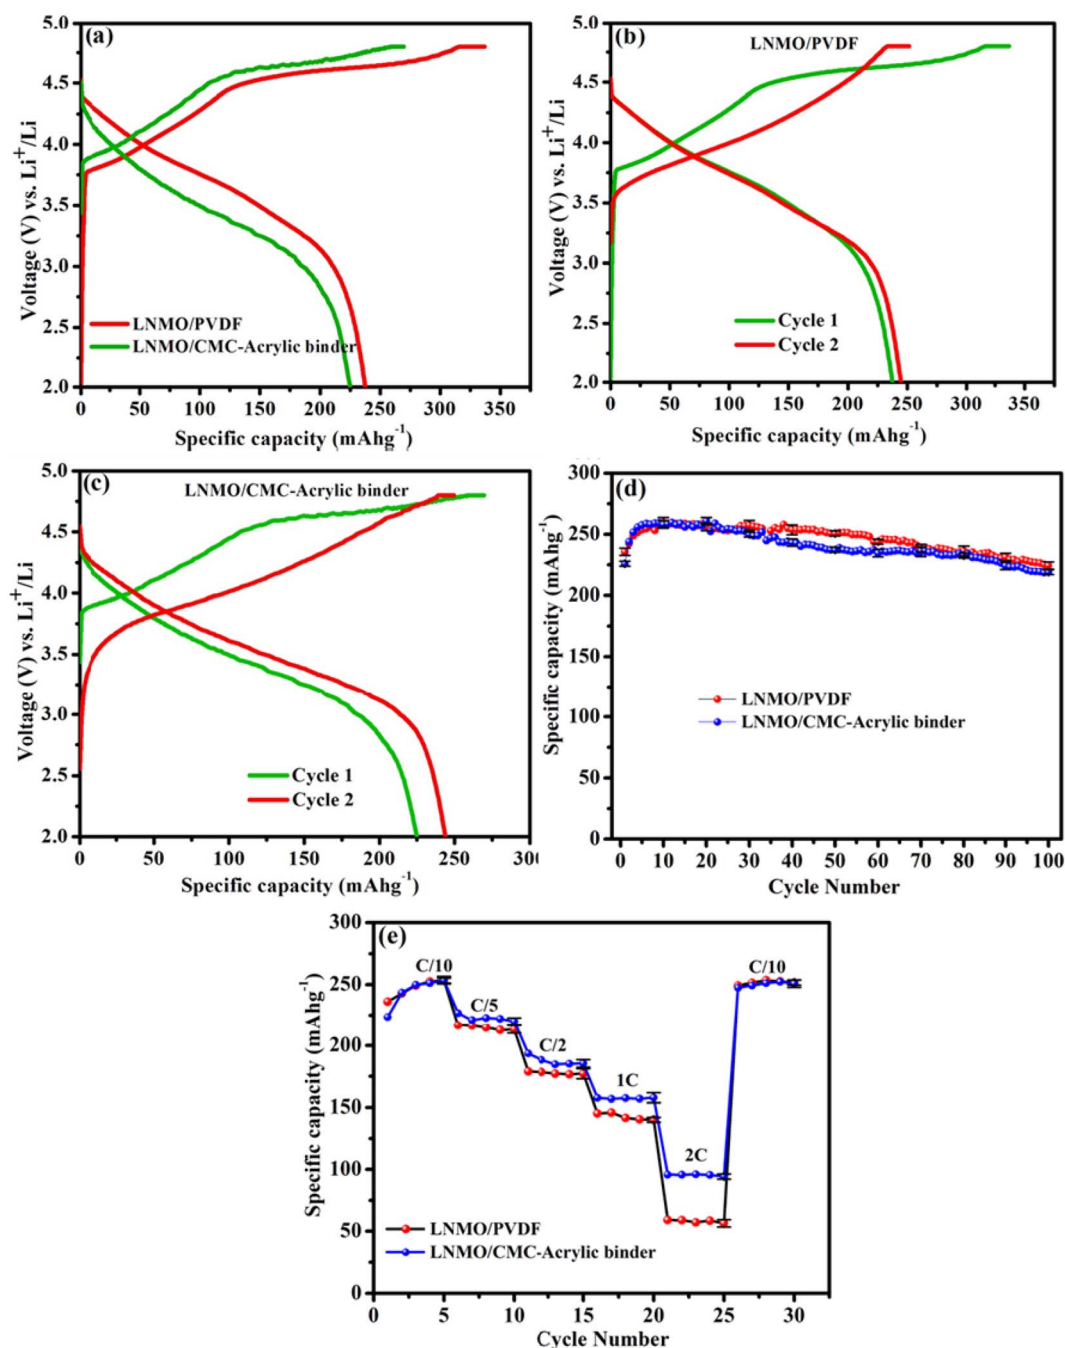 (a)
5.0
4.5
4.0
3.5
3.0
2.5
2.0
Voltage (V) vs. Li+/Li
LNMO/PVDF
LNMO/CMC-Acrylic binder
0 50 100 150 200 250 300 350
Specific capacity (mAhg-1)
(b)
LNMO/PVDF
5.0
4.5
4.0
3.5
3.0
2.5
2.0
Voltage (V) vs. Li+/Li
Cycle 1
Cycle 2
0 50 100 150 200 250 300 350
Specific capacity (mAhg-1)
(c)
LNMO/CMC-Acrylic binder
5.0
4.5
4.0
3.5
3.0
2.5
2.0
Voltage (V) vs. Li+/Li
Cycle 1
Cycle 2
0 50 100 150 200 250 300
Specific capacity (mAhg-1)
(d)
300
250
200
150
100
50
0
Specific capacity (mAhg-1)
LNMO/PVDF
LNMO/CMC-Acrylic binder
0 10 20 30 40 50 60 70 80 90 100
Cycle Number
(e)
300
250
200
150
100
50
0
Specific capacity (mAhg-1)
C/10
C/5
C/2
1C
2C
C/10
LNMO/PVDF
LNMO/CMC-Acrylic binder
0 5 10 15 20 25 30
Cycle Number